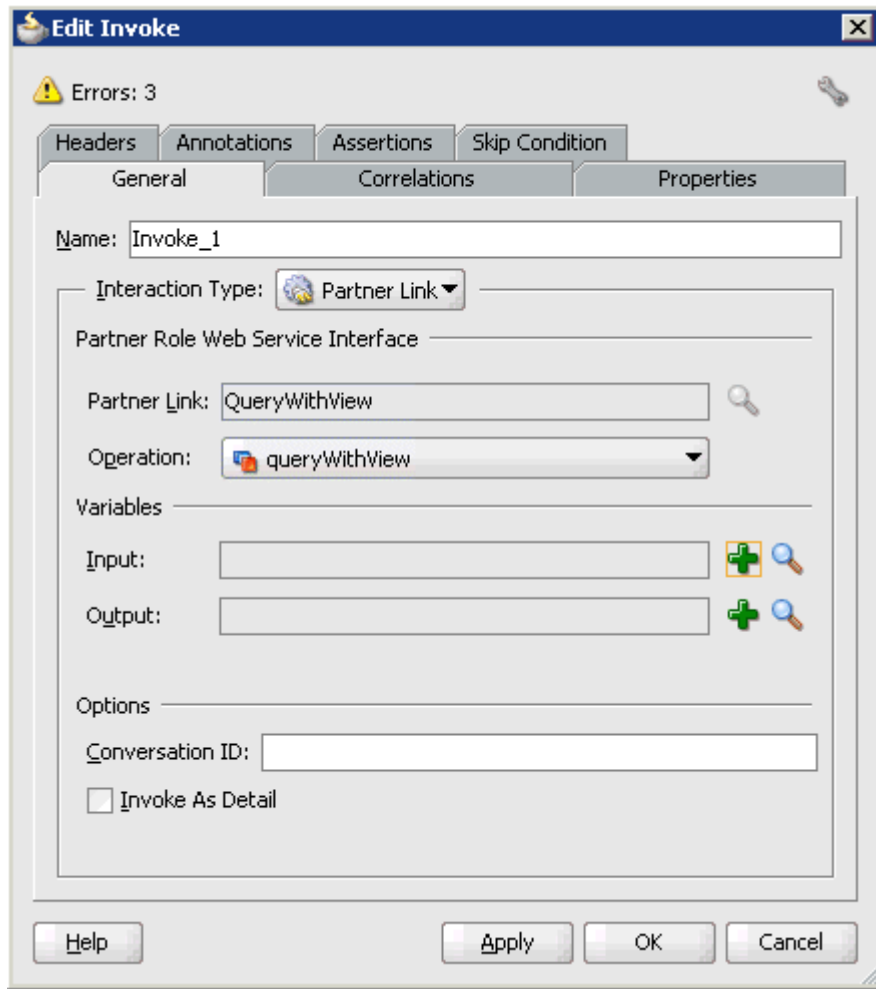 Edit Invoke
Errors: 3
Headers Annotations Assertions Skip Condition
General Correlations Properties
Name: Invoke_1
Interaction Type: Partner Link
Partner Role Web Service Interface
Partner Link: QueryWithView
Operation: queryWithView
Variables
Input:
Output:
Options
Conversation ID:
Invoke As Detail
Help Apply OK Cancel